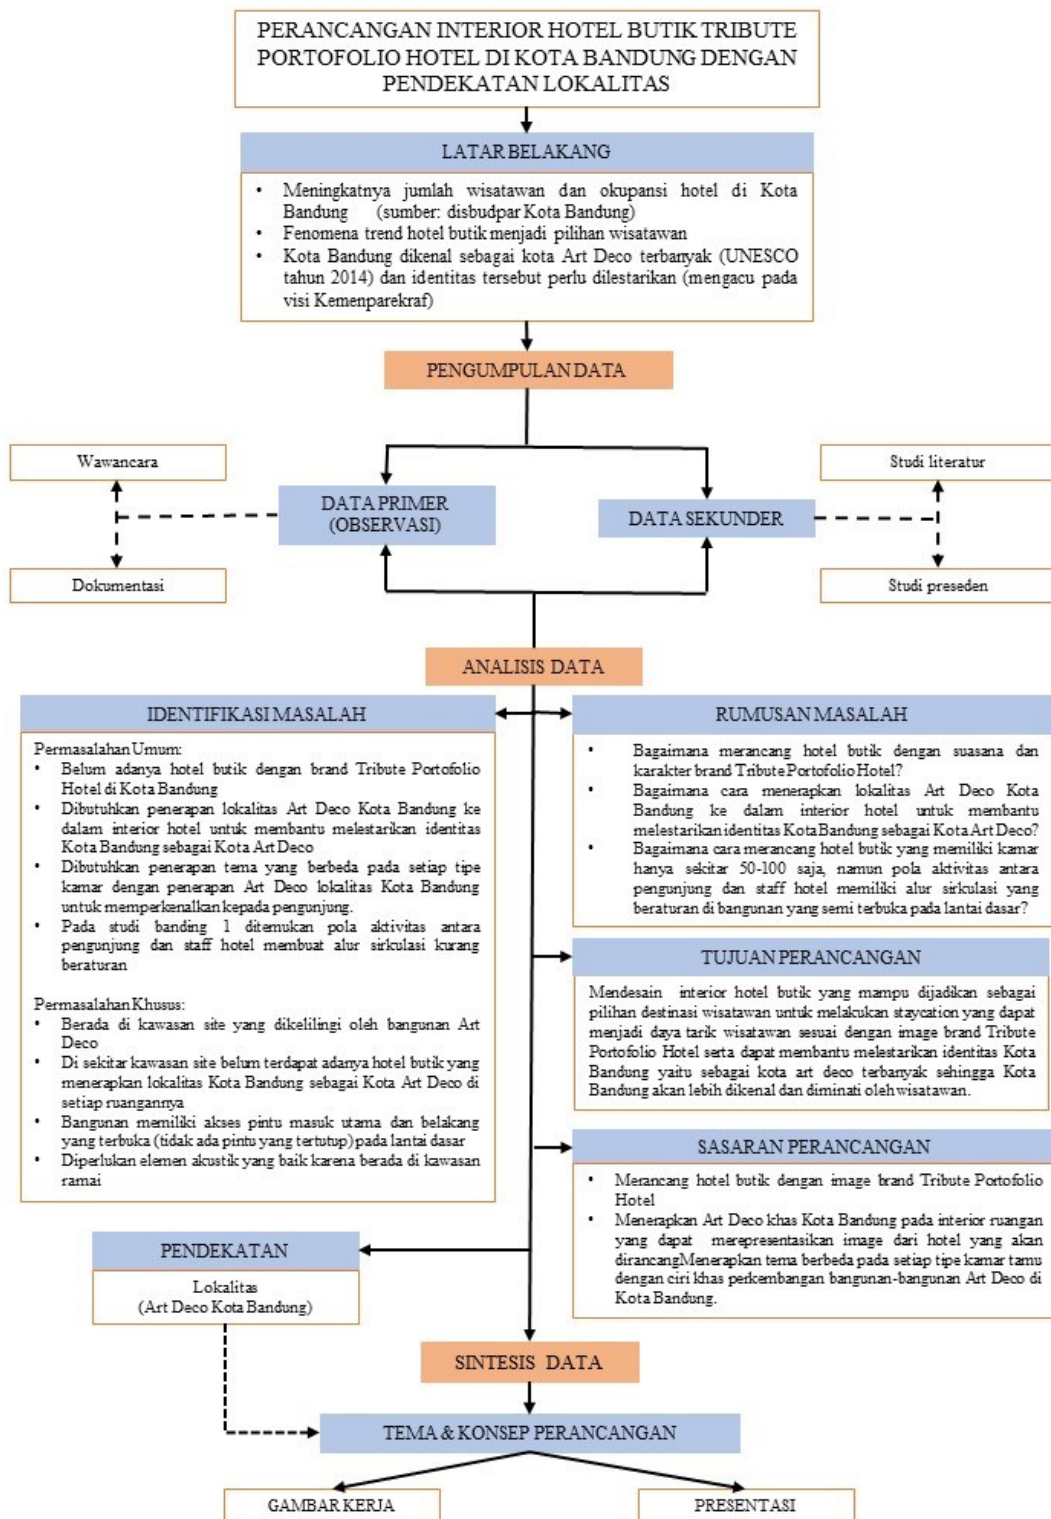 PERANCANGAN INTERIOR HOTEL BUTIK TRIBUTE
PORTOFOLIO HOTEL DI KOTA BANDUNG DENGAN
PENDEKATAN LOKALITAS
LATAR BELAKANG
• Meningkatnya jumlah wisatawan dan okupansi hotel di Kota
Bandung (sumber: disbudpar Kota Bandung)
• Fenomena trend hotel butik menjadi pilihan wisatawan
• Kota Bandung dikenal sebagai kota Art Deco terbanyak (UNESCO
tahun 2014) dan identitas tersebut perlu dilestarikan (mengacu pada
visi Kemenparekraf)
PENGUMPULAN DATA
Wawancara
Dokumentasi
DATA PRIMER
(OBSERVASI)
DATA SEKUNDER
Studi literatur
Studi preseden
ANALISIS DATA
IDENTIFIKASI MASALAH
Permasalahan Umum:
• Belum adanya hotel butik dengan brand Tribute Portofolio
Hotel di Kota Bandung
• Dibutuhkan penerapan lokalitas Art Deco Kota Bandung ke
dalam interior hotel untuk membantu melestarikan identitas
Kota Bandung sebagai Kota Art Deco
• Dibutuhkan penerapan tema yang berbeda pada setiap tipe
kamar dengan penerapan Art Deco lokalitas Kota Bandung
untuk memperkenalkan kepada pengunjung.
• Pada studi banding 1 ditemukan pola aktivitas antara
pengunjung dan staff hotel membuat alur sirkulasi kurang
beraturan
Permasalahan Khusus:
• Berada di kawasan site yang dikelilingi oleh bangunan Art
Deco
• Di sekitar kawasan site belum terdapat adanya hotel butik yang
menerapkan lokalitas Kota Bandung sebagai Kota Art Deco di
setiap ruangannya
• Bangunan memiliki akses pintu masuk utama dan belakang
yang terbuka (tidak ada pintu yang tertutup) pada lantai dasar
• Diperlukan elemen akustik yang baik karena berada di kawasan
ramai
RUMUSAN MASALAH
• Bagaimana merancang hotel butik dengan suasana dan
karakter brand Tribute Portofolio Hotel?
• Bagaimana cara menerapkan lokalitas Art Deco Kota
Bandung ke dalam interior hotel untuk membantu
melestarikan identitas Kota Bandung sebagai Kota Art Deco?
• Bagaimana cara merancang hotel butik yang memiliki kamar
hanya sekitar 50-100 saja, namun pola aktivitas antara
pengunjung dan staff hotel memiliki alur sirkulasi yang
beraturan di bangunan yang semi terbuka pada lantai dasar?
TUJUAN PERANCANGAN
Mendesain interior hotel butik yang mampu dijadikan sebagai
pilihan destinasi wisatawan untuk melakukan staycation yang dapat
menjadi daya tarik wisatawan sesuai dengan image brand Tribute
Portofolio Hotel serta dapat membantu melestarikan identitas Kota
Bandung yaitu sebagai kota art deco terbanyak sehingga Kota
Bandung akan lebih dikenal dan diminati oleh wisatawan.
SASARAN PERANCANGAN
• Merancang hotel butik dengan image brand Tribute Portofolio
Hotel
• Menerapkan Art Deco khas Kota Bandung pada interior ruangan
yang dapat merepresentasikan image dari hotel yang akan
dirancangMenerapkan tema berbeda pada setiap tipe kamar tamu
dengan ciri khas perkembangan bangunan-bangunan Art Deco di
Kota Bandung.
PENDEKATAN
Lokalitas
(Art Deco Kota Bandung)
SINTESIS DATA
TEMA & KONSEP PERANCANGAN
GAMBAR KERJA
PRESENTASI